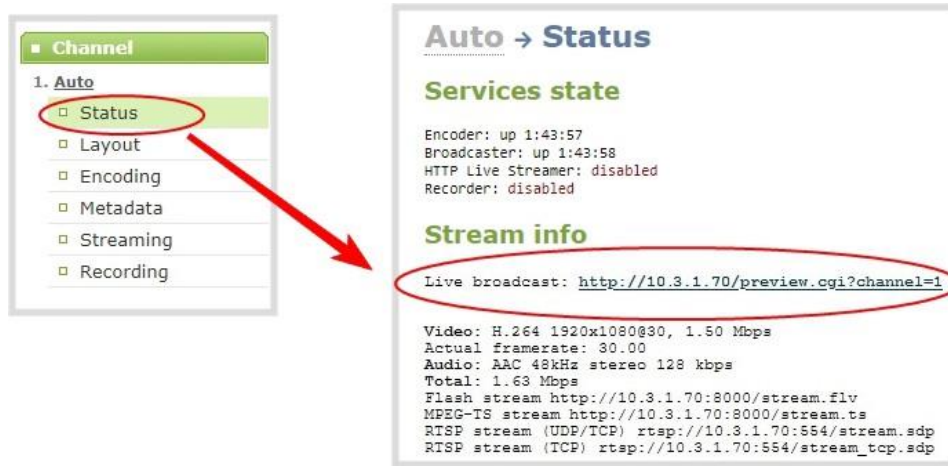 Channel
1. Auto
Status
Layout
Encoding
Metadata
Streaming
Recording
Auto → Status
Services state
Encoder: up 1:43:57
Broadcaster: up 1:43:58
HTTP Live Streamer: disabled
Recorder: disabled
Stream info
Live broadcast: http://10.3.1.70/preview.cgi?channel=1
Video: H.264 1920x1080@30, 1.50 Mbps
Actual framerate: 30.00
Audio: AAC 48kHz stereo 128 kbps
Total: 1.63 Mbps
Flash stream http://10.3.1.70:8000/stream.flv
MPEG-TS stream http://10.3.1.70:8000/stream.ts
RTSP stream (UDP/TCP) rtsp://10.3.1.70:554/stream.sdp
RTSP stream (TCP) rtsp://10.3.1.70:554/stream_tcp.sdp